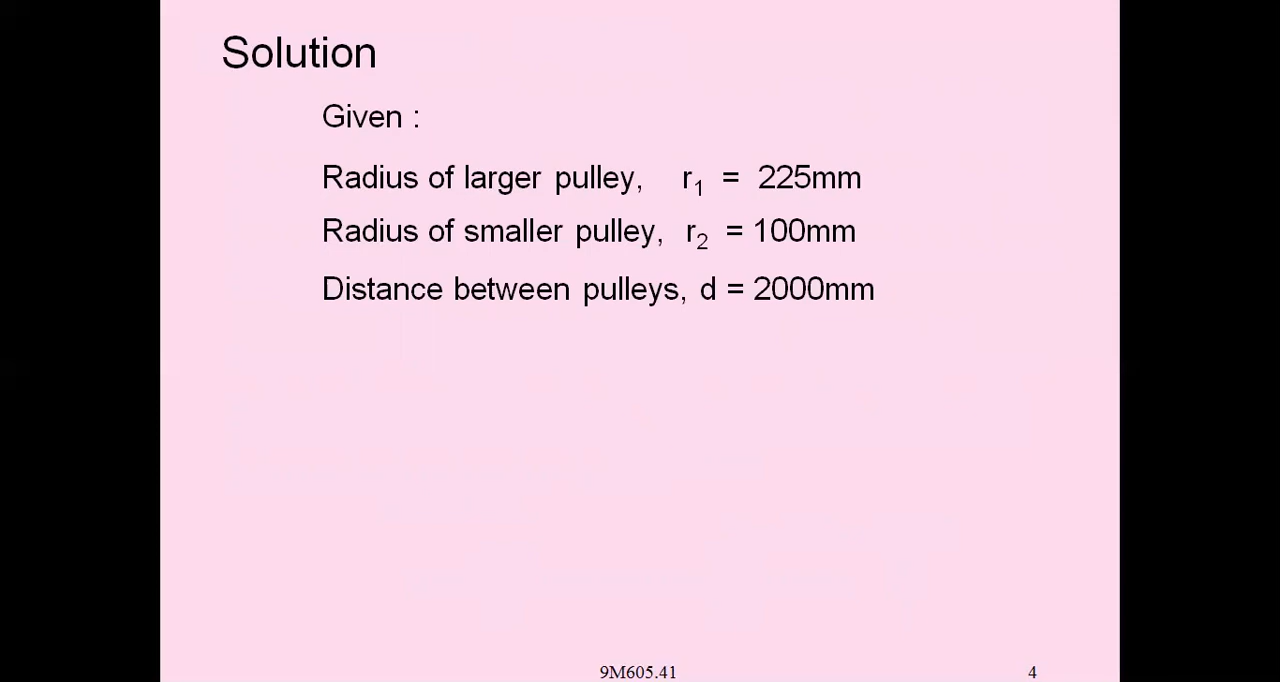 Solution
Given :
Radius of larger pulley, r₁ = 225mm
Radius of smaller pulley, r₂ = 100mm
Distance between pulleys, d = 2000mm
9M605.41 4